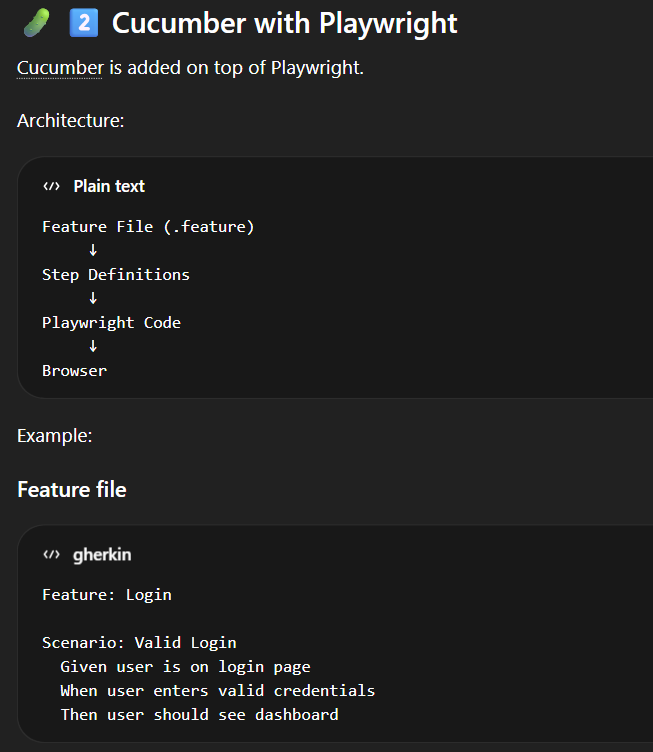 🥒 2️⃣ Cucumber with Playwright
Cucumber is added on top of Playwright.
Architecture:
</> Plain text
Feature File (.feature)
↓
Step Definitions
↓
Playwright Code
↓
Browser
Example:
Feature file
</> gherkin
Feature: Login
Scenario: Valid Login
Given user is on login page
When user enters valid credentials
Then user should see dashboard